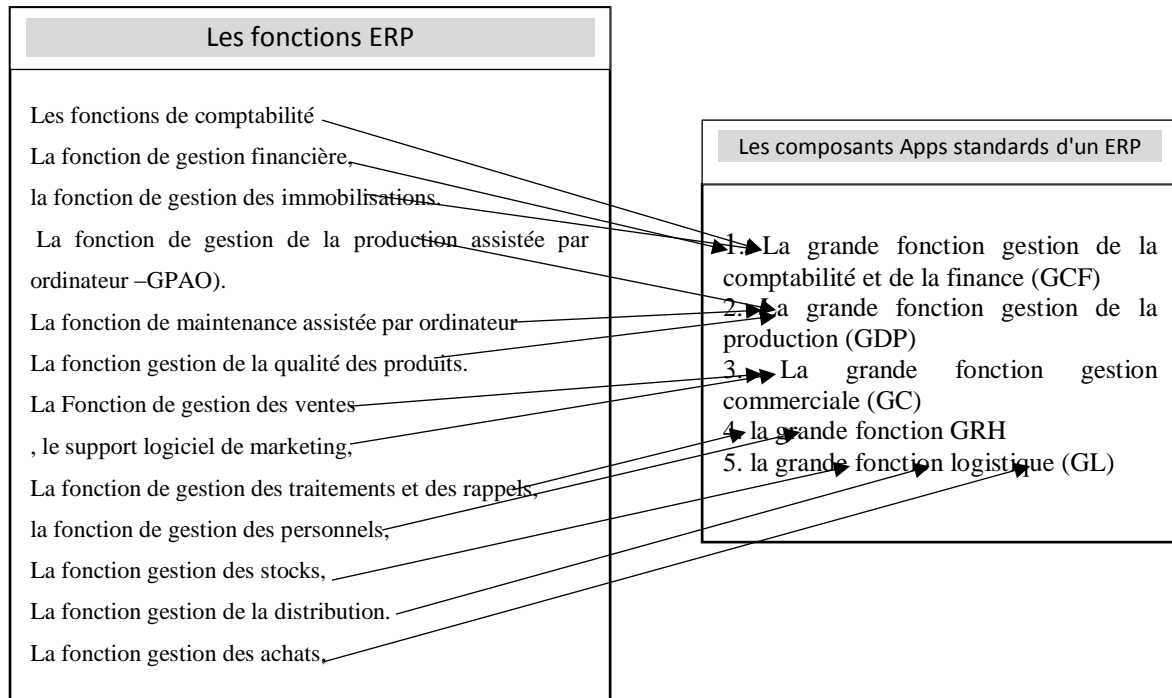 Les fonctions ERP
Les fonctions de comptabilité
La fonction de gestion financière,
la fonction de gestion des immobilisations.
La fonction de gestion de la production assistée par
ordinateur –GPAO).
La fonction de maintenance assistée par ordinateur
La fonction gestion de la qualité des produits.
La Fonction de gestion des ventes
, le support logiciel de marketing,
La fonction de gestion des traitements et des rappels,
la fonction de gestion des personnels,
La fonction gestion des stocks,
La fonction gestion de la distribution.
La fonction gestion des achats,
Les composants Apps standards d'un ERP
1. La grande fonction gestion de la
comptabilité et de la finance (GCF)
2. La grande fonction gestion de la
production (GDP)
3. La grande fonction gestion
commerciale (GC)
4. la grande fonction GRH
5. la grande fonction logistique (GL)